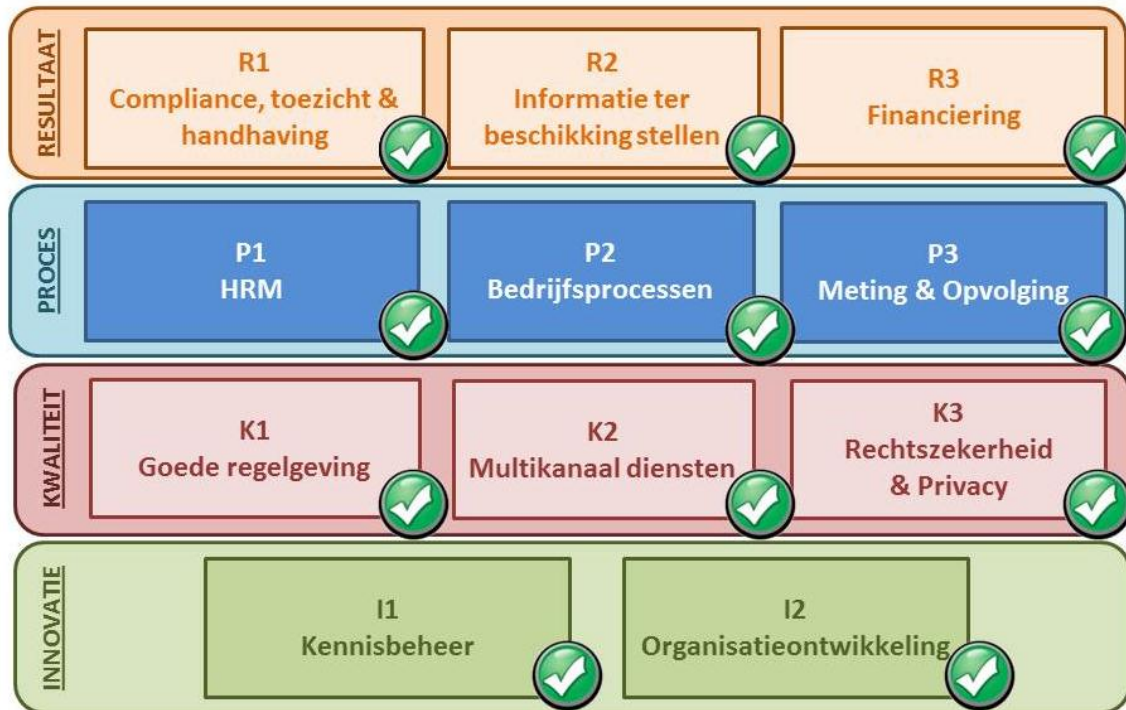 RESULTAAT
R1
Compliance, toezicht &
handhaving
R2
Informatie ter
beschikking stellen
R3
Financiering
PROCES
P1
HRM
P2
Bedrijfsprocessen
P3
Meting & Opvolging
KWALITEIT
K1
Goede regelgeving
K2
Multikanaal diensten
K3
Rechtszekerheid
& Privacy
INNOVATIE
I1
Kennisbeheer
I2
Organisatieontwikkeling